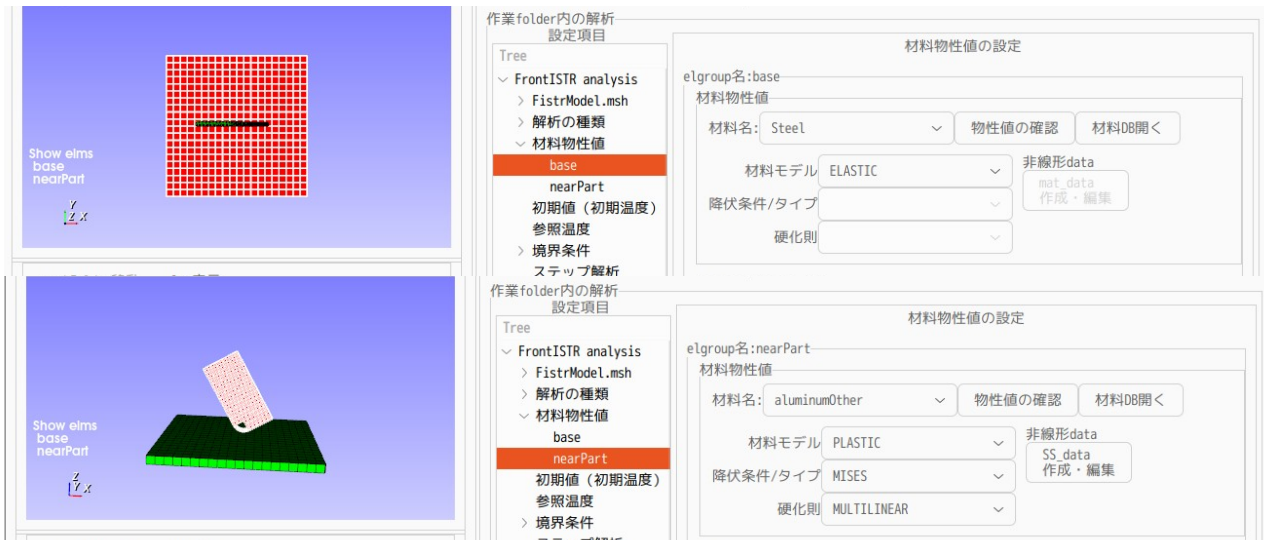 作業folder内の解析
設定項目
Tree
FrontISTR analysis
FistrModel.msh
解析の種類
材料物性値
base
nearPart
初期値（初期温度）
参照温度
境界条件
ステップ解析
材料物性値の設定
elgroup名:base
材料物性値
材料名: Steel 物性値の確認 材料DB開く
材料モデル ELASTIC
降伏条件/タイプ
硬化則
非線形data
mat_data
作成・編集
Show elms
base
nearPart
Y
Z X
作業folder内の解析
設定項目
Tree
FrontISTR analysis
FistrModel.msh
解析の種類
材料物性値
base
nearPart
初期値（初期温度）
参照温度
境界条件
材料物性値の設定
elgroup名:nearPart
材料物性値
材料名: aluminumOther 物性値の確認 材料DB開く
材料モデル PLASTIC
降伏条件/タイプ MISES
硬化則 MULTILINEAR
非線形data
SS_data
作成・編集
Show elms
base
nearPart
Z
Y X